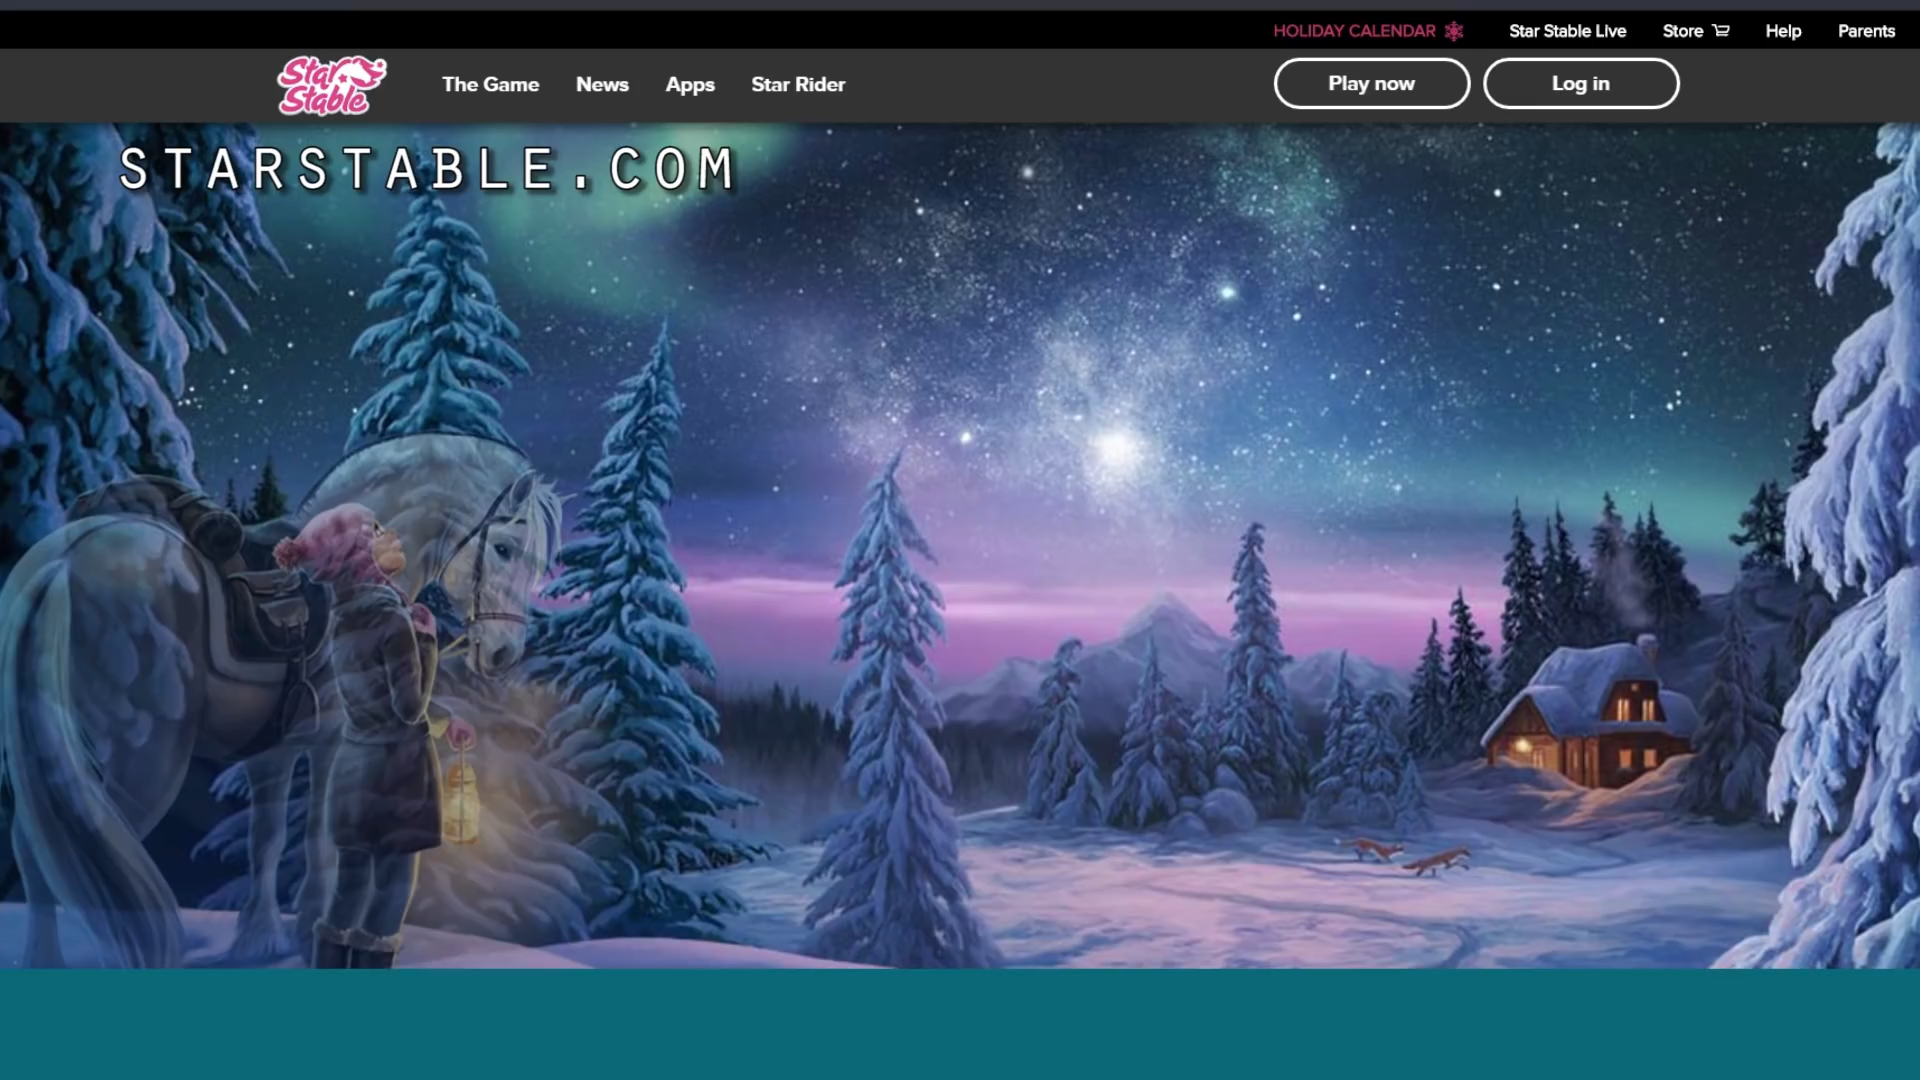 HOLIDAY CALENDAR Star Stable Live Store Help Parents
Star
Stable
The Game News Apps Star Rider Play now Log in
STARSTABLE.COM